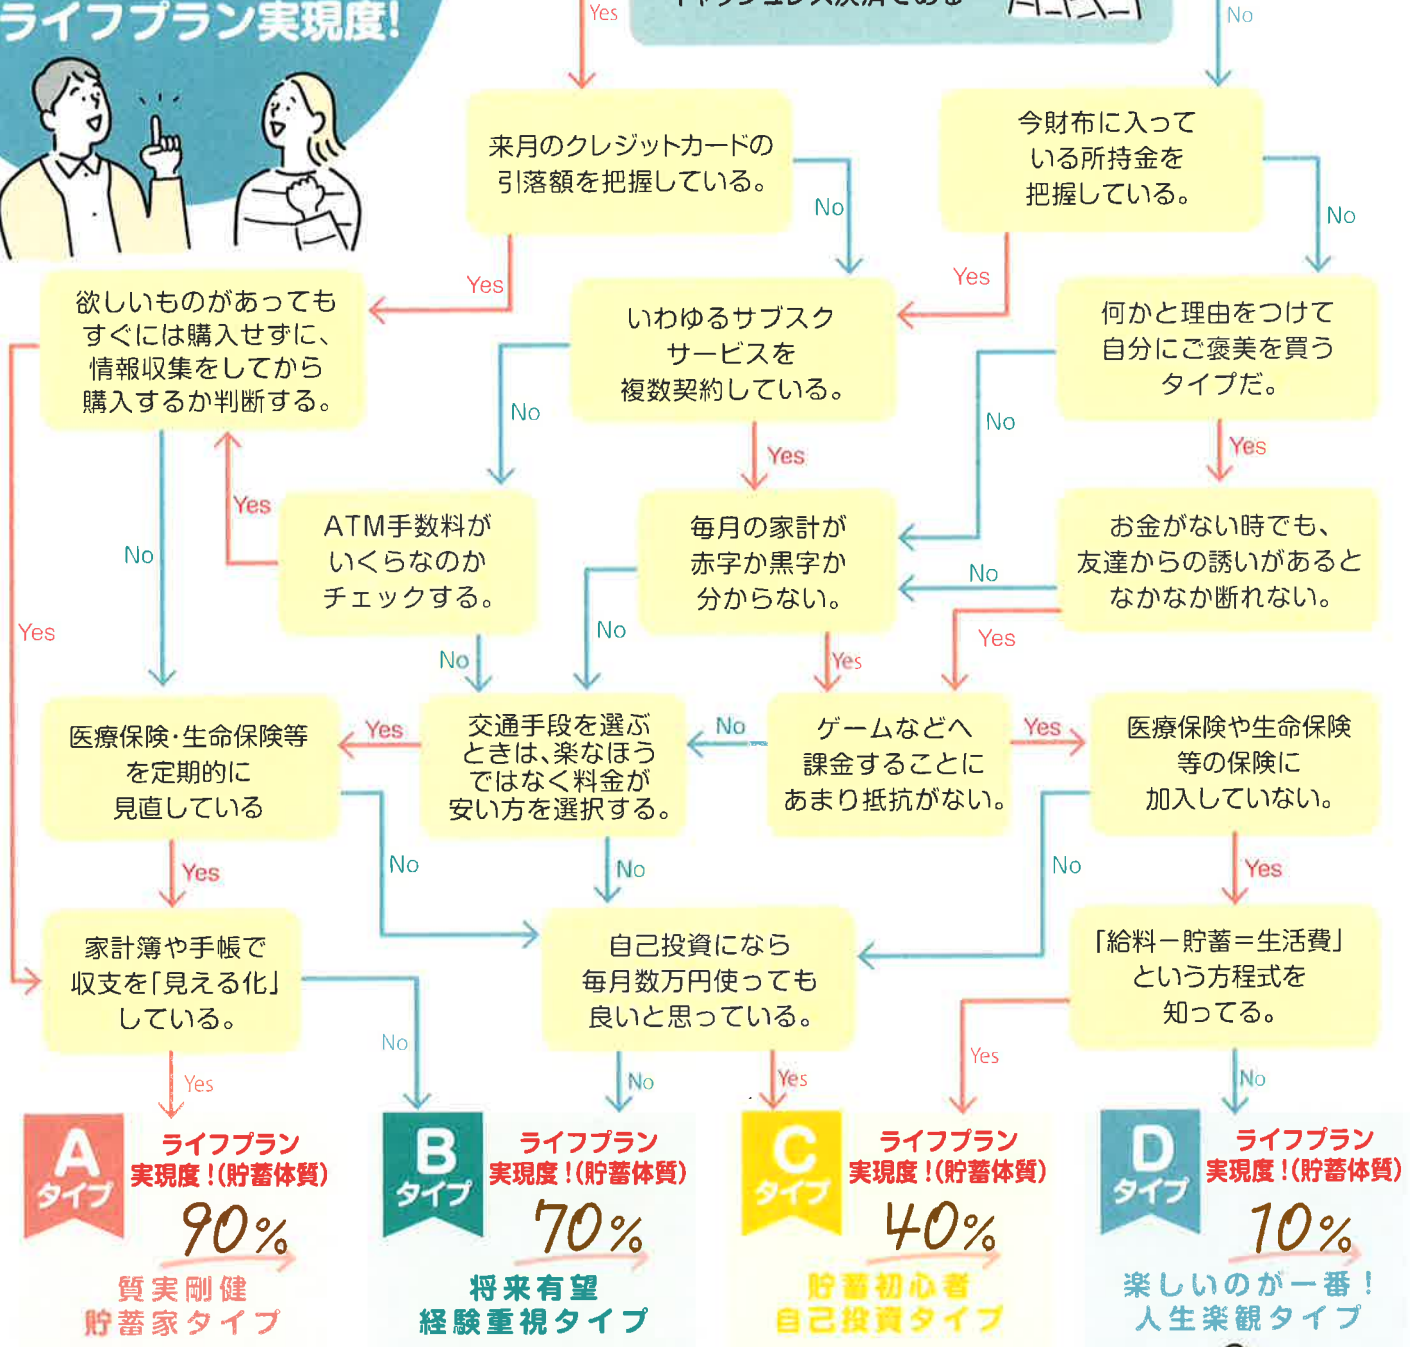 ライフプラン実現度!
キャッシュレス決済である
Yes
No
来月のクレジットカードの
引落額を把握している。
今財布に入って
いる所持金を
把握している。
No
No
Yes
Yes
欲しいものがあっても
すぐには購入せずに、
情報収集をしてから
購入するか判断する。
いわゆるサブスク
サービスを
複数契約している。
何かと理由をつけて
自分にご褒美を買う
タイプだ。
No
No
Yes
Yes
Yes
ATM手数料が
いくらなのか
チェックする。
毎月の家計が
赤字か黒字か
分からない。
お金がない時でも、
友達からの誘いがあると
なかなか断れない。
No
No
Yes
No
No
Yes
Yes
医療保険・生命保険等
を定期的に
見直している
Yes
交通手段を選ぶ
ときは、楽なほう
ではなく料金が
安い方を選択する。
No
ゲームなどへ
課金することに
あまり抵抗がない。
Yes
医療保険や生命保険
等の保険に
加入していない。
Yes
No
No
No
Yes
家計簿や手帳で
収支を「見える化」
している。
自己投資になら
毎月数万円使っても
良いと思っている。
「給料ー貯蓄＝生活費」
という方程式を
知ってる。
Yes
No
No
Yes
Yes
No
A
タイプ
ライフプラン
実現度!(貯蓄体質)
90%
質実剛健
貯蓄家タイプ
B
タイプ
ライフプラン
実現度!(貯蓄体質)
70%
将来有望
経験重視タイプ
C
タイプ
ライフプラン
実現度!(貯蓄体質)
40%
貯蓄初心者
自己投資タイプ
D
タイプ
ライフプラン
実現度!(貯蓄体質)
10%
楽しいのが一番!
人生楽観タイプ